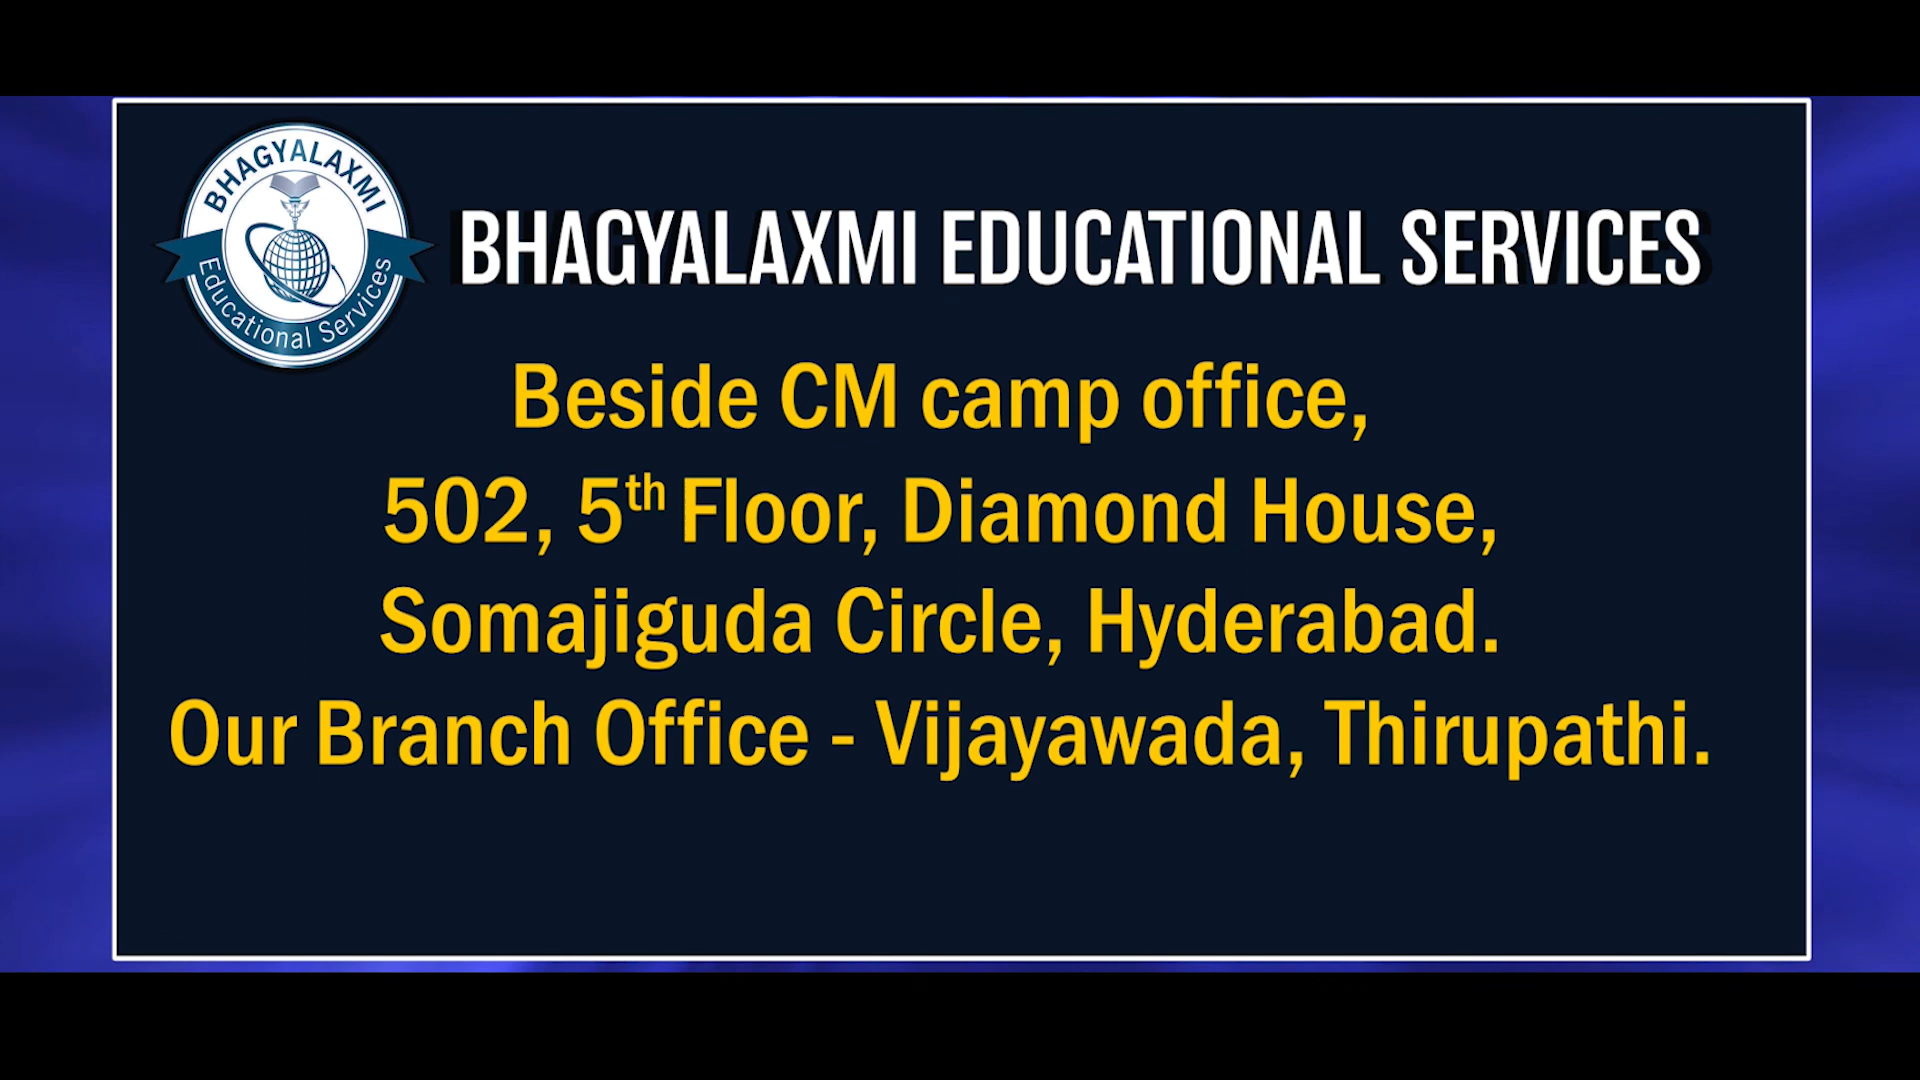 BHAGYALAXMI
Educational Services
BHAGYALAXMI EDUCATIONAL SERVICES
Beside CM camp office,
502, 5th Floor, Diamond House,
Somajiguda Circle, Hyderabad.
Our Branch Office - Vijayawada, Thirupathi.